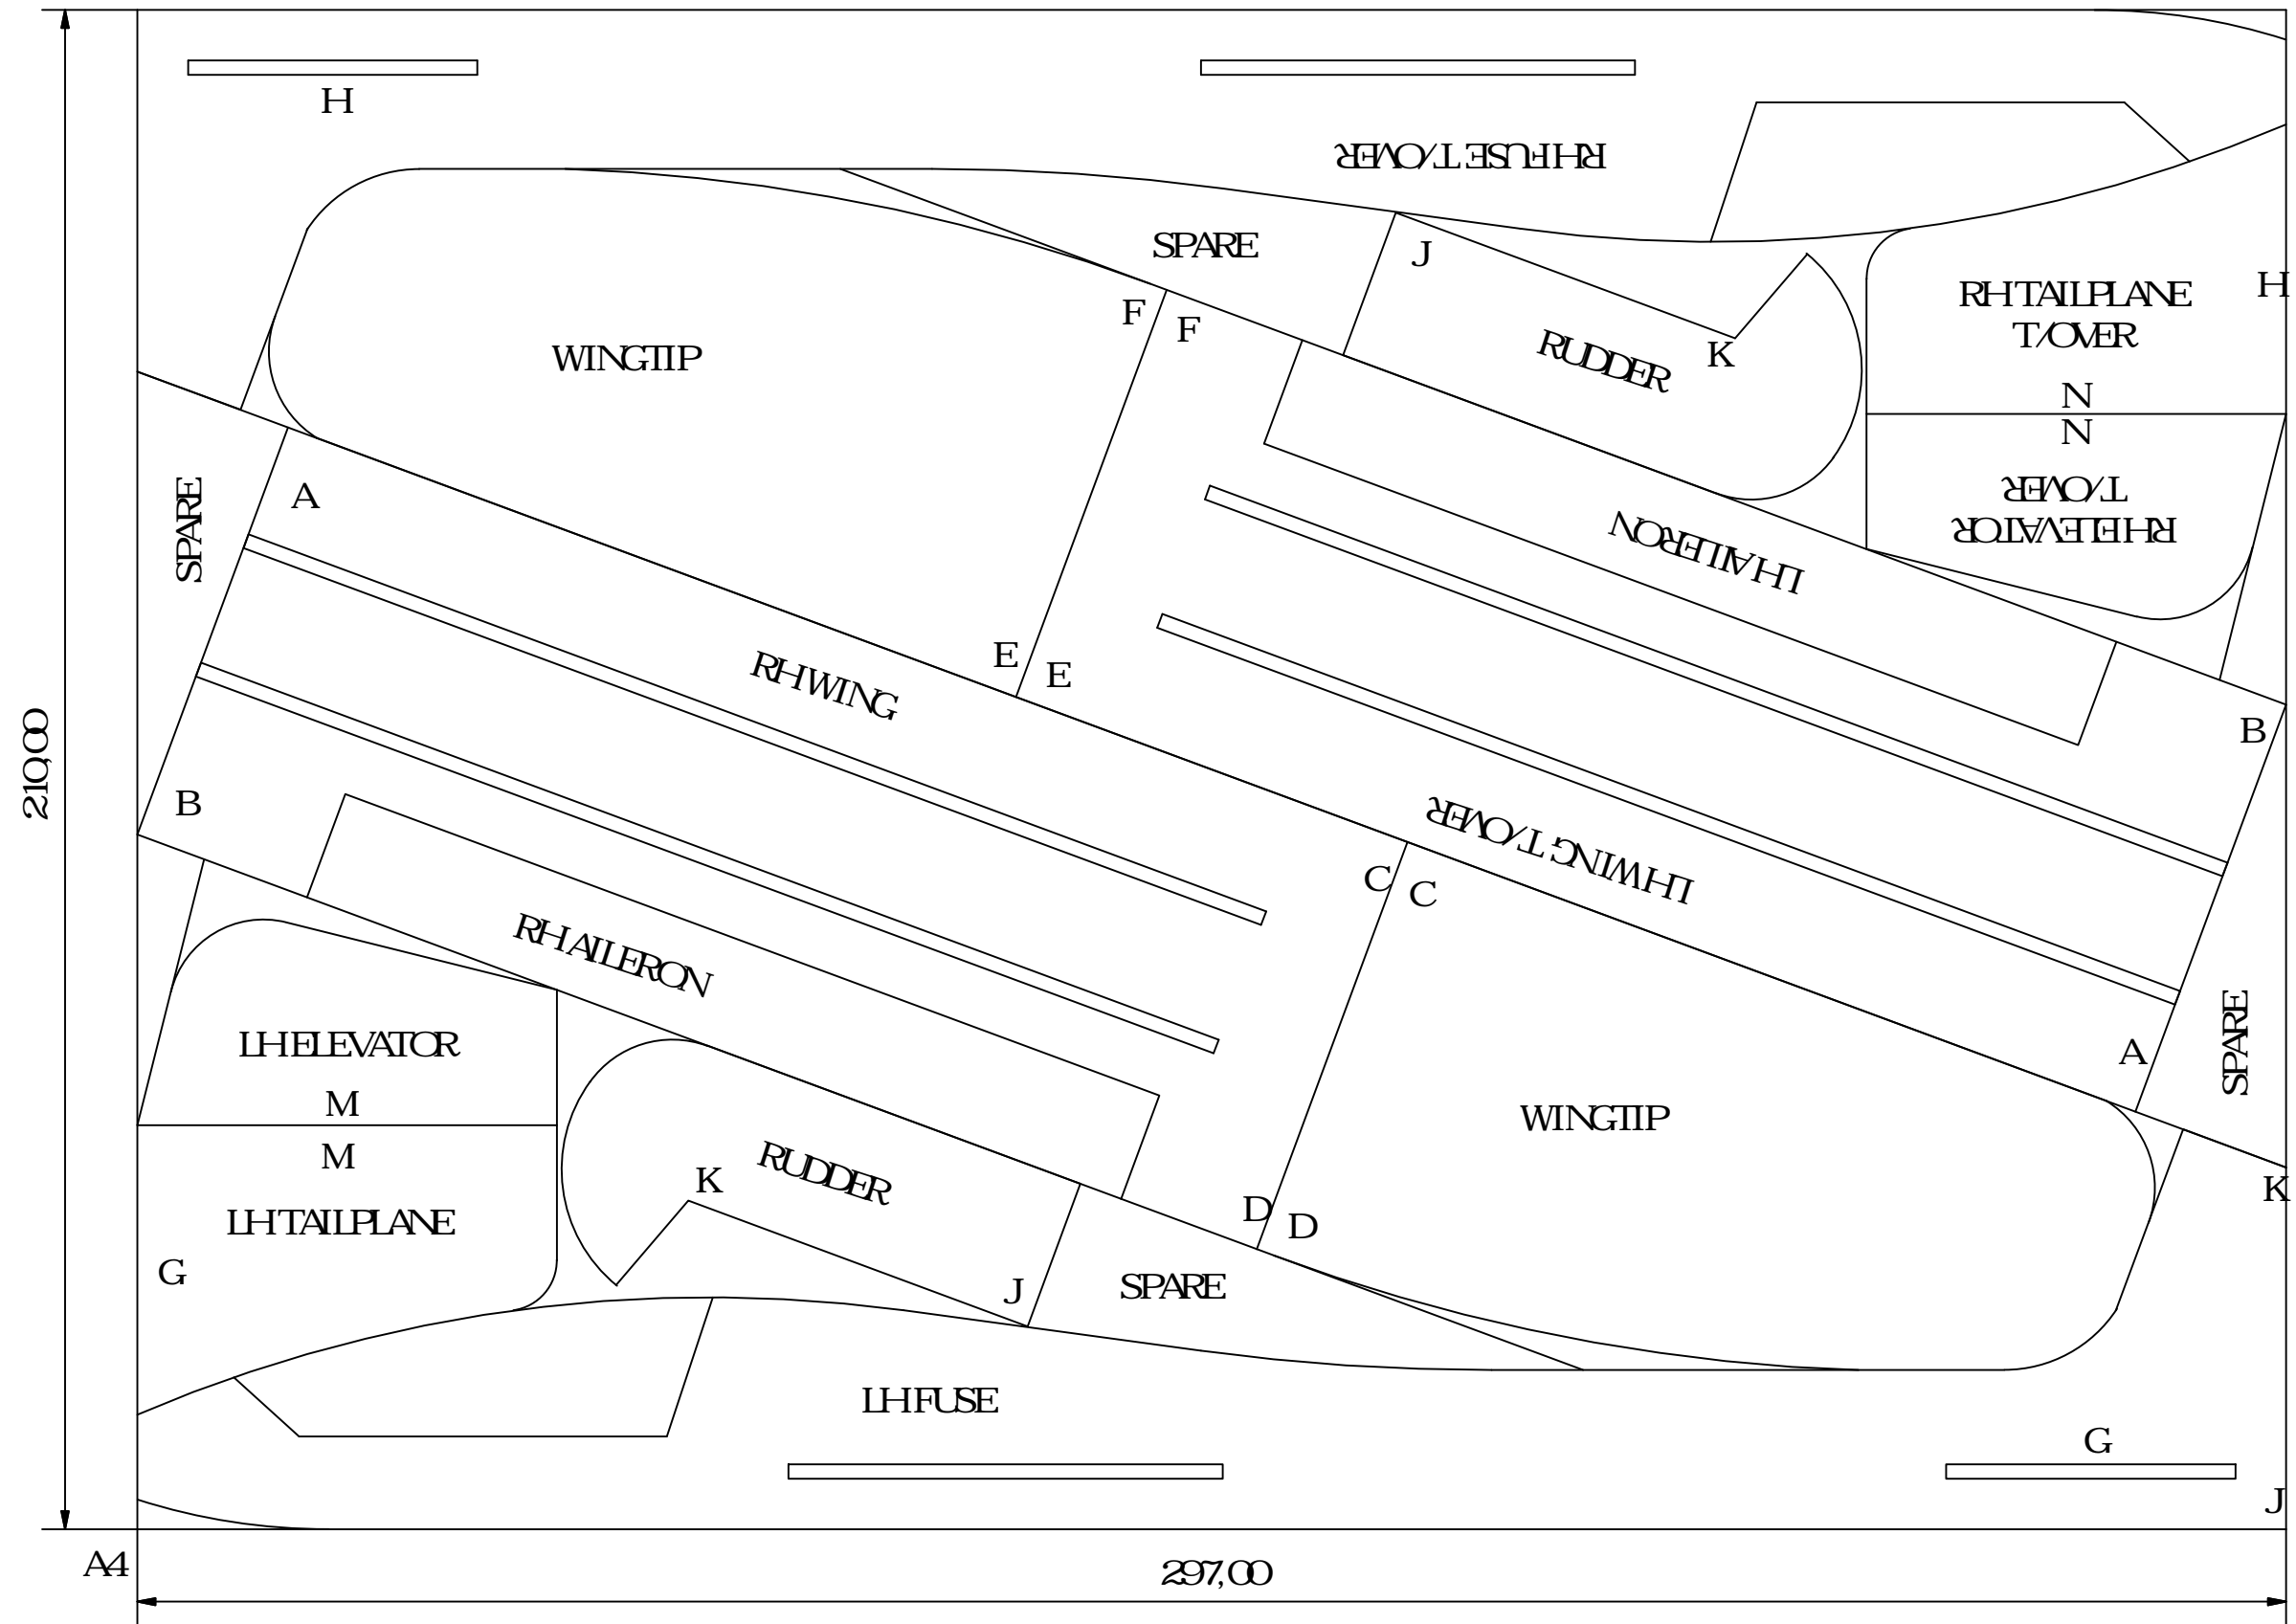 H
RH FUSE T/OVER
SPARE
J
H
RH TAILPLANE
T/OVER
F
F
WINGTIP
RUDDER
K
N
N
T/OVER
RH ELEVATOR
SPARE
A
LH AILERON
E
E
RH WING
B
210,00
B
LH WING T/OVER
C
C
RH AILERON
SPARE
A
LH ELEVATOR
M
M
WINGTIP
K
RUDDER
K
LH TAILPLANE
D
D
G
J
SPARE
LH FUSE
G
J
A4
297,00